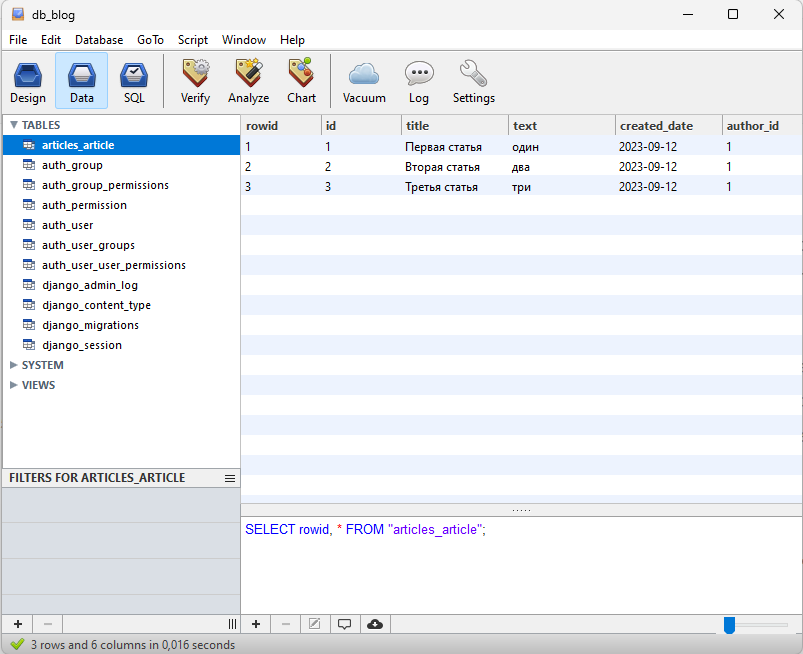 db_blog
File Edit Database GoTo Script Window Help
Design Data SQL Verify Analyze Chart Vacuum Log Settings
TABLES
articles_article
auth_group
auth_group_permissions
auth_permission
auth_user
auth_user_groups
auth_user_user_permissions
django_admin_log
django_content_type
django_migrations
django_session
SYSTEM
VIEWS
FILTERS FOR ARTICLES_ARTICLE
rowid id title text created_date author_id
1 1 Первая статья один 2023-09-12 1
2 2 Вторая статья два 2023-09-12 1
3 3 Третья статья три 2023-09-12 1
SELECT rowid, * FROM "articles_article";
3 rows and 6 columns in 0,016 seconds